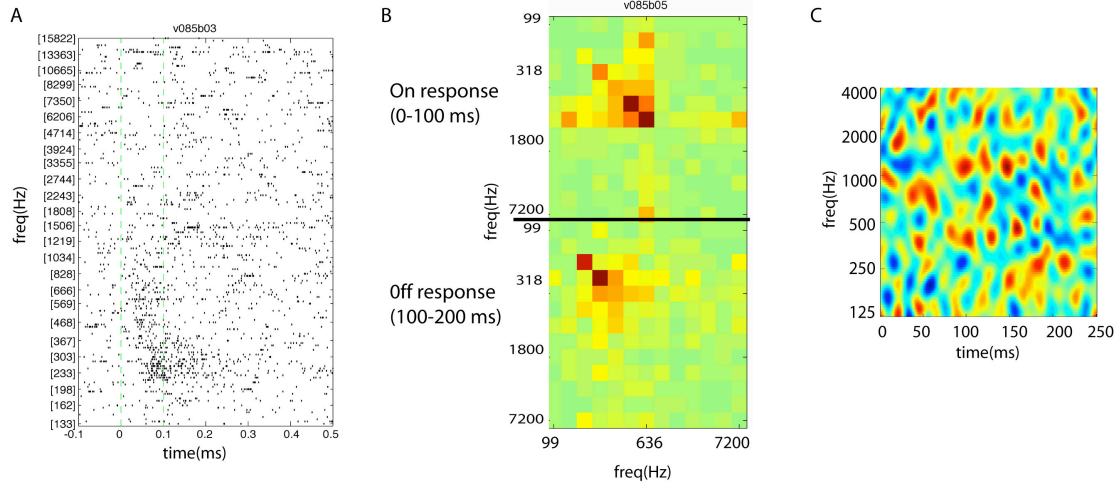 A
v085b03
freq(Hz)
[15822]
[13363]
[10665]
[8299]
[7350]
[6206]
[4714]
[3924]
[3355]
[2744]
[2243]
[1808]
[1506]
[1219]
[1034]
[828]
[666]
[569]
[468]
[367]
[303]
[233]
[198]
[162]
[133]
-0.1 0 0.1 0.2 0.3 0.4 0.5
time(ms)
B
v085b05
On response
(0-100 ms)
99
318
1800
7200
freq(Hz)
0ff response
(100-200 ms)
99
318
1800
7200
99 636 7200
freq(Hz)
C
freq(Hz)
4000
2000
1000
500
250
125
0 50 100 150 200 250
time(ms)